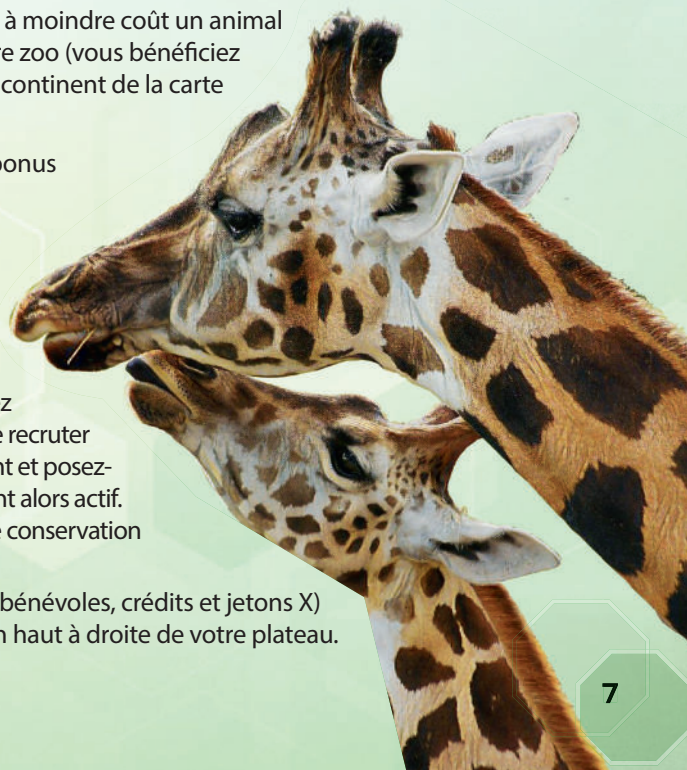 à moindre coût un animal
re zoo (vous bénéficiez
continent de la carte
bonus
ez
e recruter
nt et posez-
nt alors actif.
e conservation
bénévoles, crédits et jetons X)
n haut à droite de votre plateau.
7